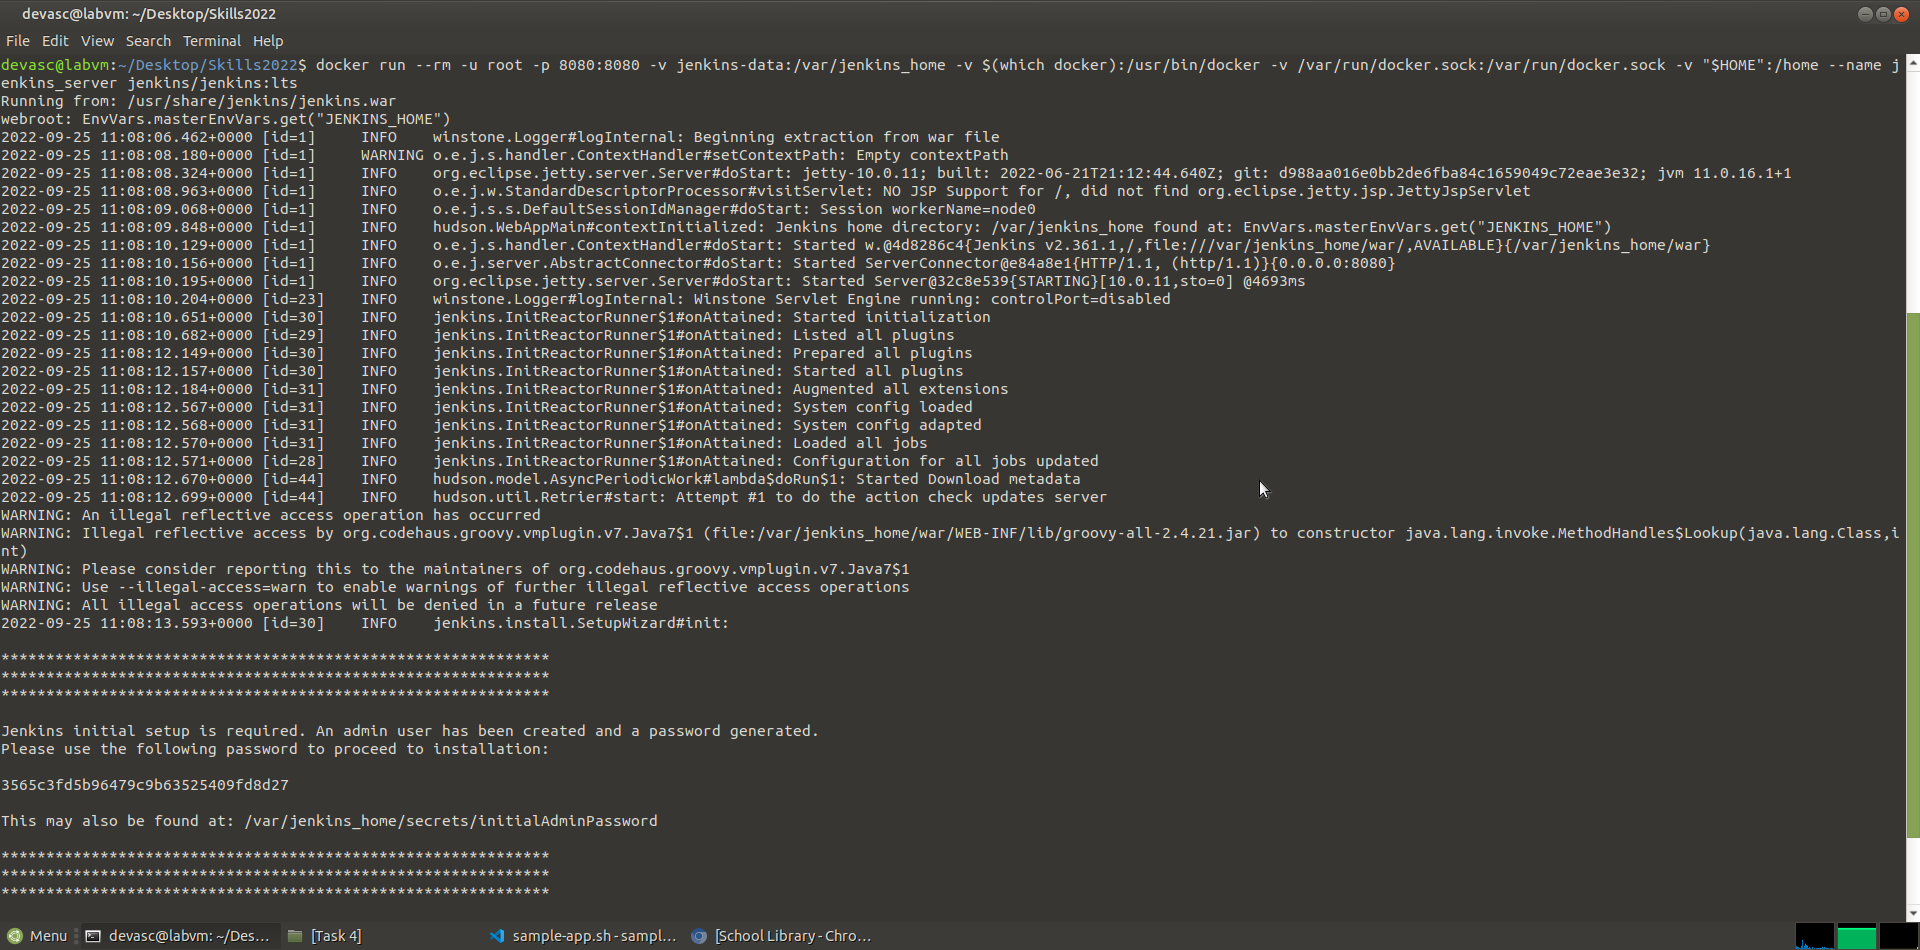 devasc@labvm: ~/Desktop/Skills2022
File Edit View Search Terminal Help
devasc@labvm:~/Desktop/Skills2022$ docker run --rm -u root -p 8080:8080 -v jenkins-data:/var/jenkins_home -v $(which docker):/usr/bin/docker -v /var/run/docker.sock:/var/run/docker.sock -v "$HOME":/home --name j
enkins_server jenkins/jenkins:lts
Running from: /usr/share/jenkins/jenkins.war
webroot: EnvVars.masterEnvVars.get("JENKINS_HOME")
2022-09-25 11:08:06.462+0000 [id=1]     INFO    winstone.Logger#logInternal: Beginning extraction from war file
2022-09-25 11:08:08.180+0000 [id=1]     WARNING o.e.j.s.handler.ContextHandler#setContextPath: Empty contextPath
2022-09-25 11:08:08.324+0000 [id=1]     INFO    org.eclipse.jetty.server.Server#doStart: jetty-10.0.11; built: 2022-06-21T21:12:44.640Z; git: d988aa016e0bb2de6fba84c1659049c72eae3e32; jvm 11.0.16.1+1
2022-09-25 11:08:08.963+0000 [id=1]     INFO    o.e.j.w.StandardDescriptorProcessor#visitServlet: NO JSP Support for /, did not find org.eclipse.jetty.jsp.JettyJspServlet
2022-09-25 11:08:09.068+0000 [id=1]     INFO    o.e.j.s.s.DefaultSessionIdManager#doStart: Session workerName=node0
2022-09-25 11:08:09.848+0000 [id=1]     INFO    hudson.WebAppMain#contextInitialized: Jenkins home directory: /var/jenkins_home found at: EnvVars.masterEnvVars.get("JENKINS_HOME")
2022-09-25 11:08:10.129+0000 [id=1]     INFO    o.e.j.s.handler.ContextHandler#doStart: Started w.@4d8286c4{Jenkins v2.361.1,/,file:///var/jenkins_home/war/,AVAILABLE}{/var/jenkins_home/war}
2022-09-25 11:08:10.156+0000 [id=1]     INFO    o.e.j.server.AbstractConnector#doStart: Started ServerConnector@e84a8e1{HTTP/1.1, (http/1.1)}{0.0.0.0:8080}
2022-09-25 11:08:10.195+0000 [id=1]     INFO    org.eclipse.jetty.server.Server#doStart: Started Server@32c8e539{STARTING}[10.0.11,sto=0] @4693ms
2022-09-25 11:08:10.204+0000 [id=23]    INFO    winstone.Logger#logInternal: Winstone Servlet Engine running: controlPort=disabled
2022-09-25 11:08:10.651+0000 [id=30]    INFO    jenkins.InitReactorRunner$1#onAttained: Started initialization
2022-09-25 11:08:10.682+0000 [id=29]    INFO    jenkins.InitReactorRunner$1#onAttained: Listed all plugins
2022-09-25 11:08:12.149+0000 [id=30]    INFO    jenkins.InitReactorRunner$1#onAttained: Prepared all plugins
2022-09-25 11:08:12.157+0000 [id=30]    INFO    jenkins.InitReactorRunner$1#onAttained: Started all plugins
2022-09-25 11:08:12.184+0000 [id=31]    INFO    jenkins.InitReactorRunner$1#onAttained: Augmented all extensions
2022-09-25 11:08:12.567+0000 [id=31]    INFO    jenkins.InitReactorRunner$1#onAttained: System config loaded
2022-09-25 11:08:12.568+0000 [id=31]    INFO    jenkins.InitReactorRunner$1#onAttained: System config adapted
2022-09-25 11:08:12.570+0000 [id=31]    INFO    jenkins.InitReactorRunner$1#onAttained: Loaded all jobs
2022-09-25 11:08:12.571+0000 [id=28]    INFO    jenkins.InitReactorRunner$1#onAttained: Configuration for all jobs updated
2022-09-25 11:08:12.670+0000 [id=44]    INFO    hudson.model.AsyncPeriodicWork#lambda$doRun$1: Started Download metadata
2022-09-25 11:08:12.699+0000 [id=44]    INFO    hudson.util.Retrier#start: Attempt #1 to do the action check updates server
WARNING: An illegal reflective access operation has occurred
WARNING: Illegal reflective access by org.codehaus.groovy.vmplugin.v7.Java7$1 (file:/var/jenkins_home/war/WEB-INF/lib/groovy-all-2.4.21.jar) to constructor java.lang.invoke.MethodHandles$Lookup(java.lang.Class,i
nt)
WARNING: Please consider reporting this to the maintainers of org.codehaus.groovy.vmplugin.v7.Java7$1
WARNING: Use --illegal-access=warn to enable warnings of further illegal reflective access operations
WARNING: All illegal access operations will be denied in a future release
2022-09-25 11:08:13.593+0000 [id=30]    INFO    jenkins.install.SetupWizard#init:
*************************************************************
*************************************************************
*************************************************************
Jenkins initial setup is required. An admin user has been created and a password generated.
Please use the following password to proceed to installation:
3565c3fd5b96479c9b63525409fd8d27
This may also be found at: /var/jenkins_home/secrets/initialAdminPassword
*************************************************************
*************************************************************
*************************************************************
Menu devasc@labvm: ~/Des... [Task 4] sample-app.sh - sampl... [School Library - Chro...